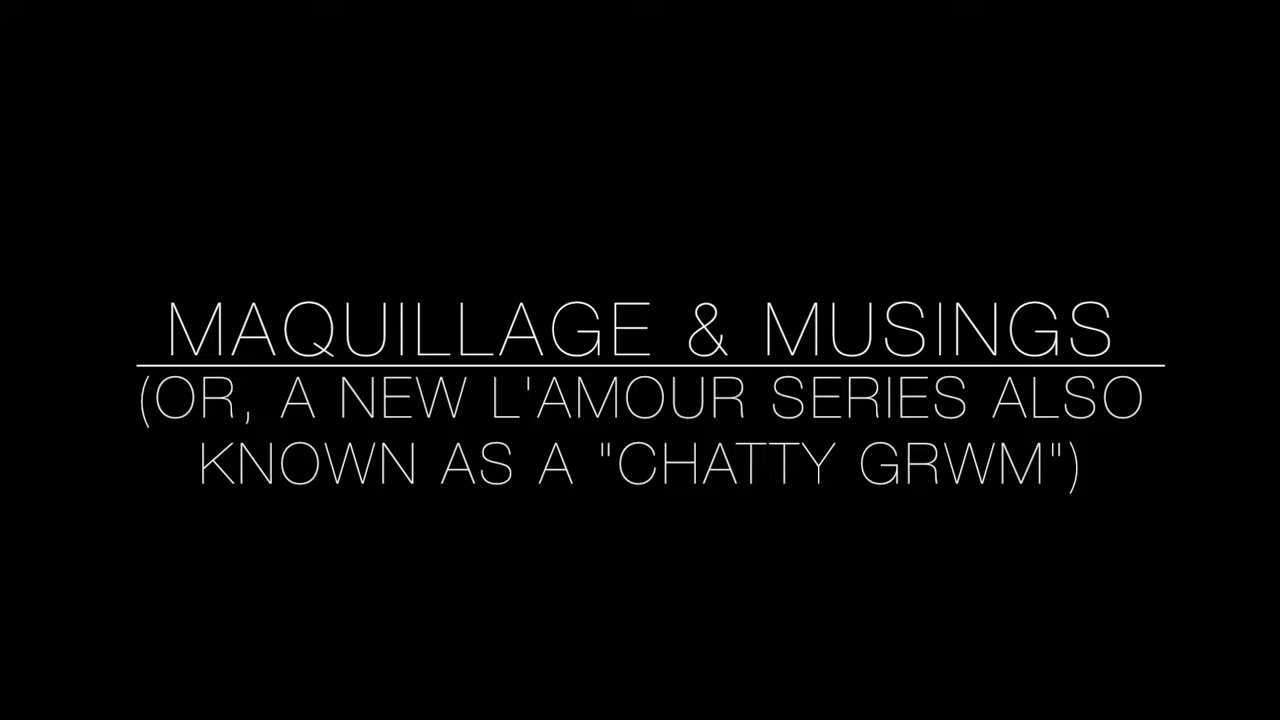 MAQUILLAGE & MUSINGS
(OR, A NEW L'AMOUR SERIES ALSO
KNOWN AS A "CHATTY GRWM")